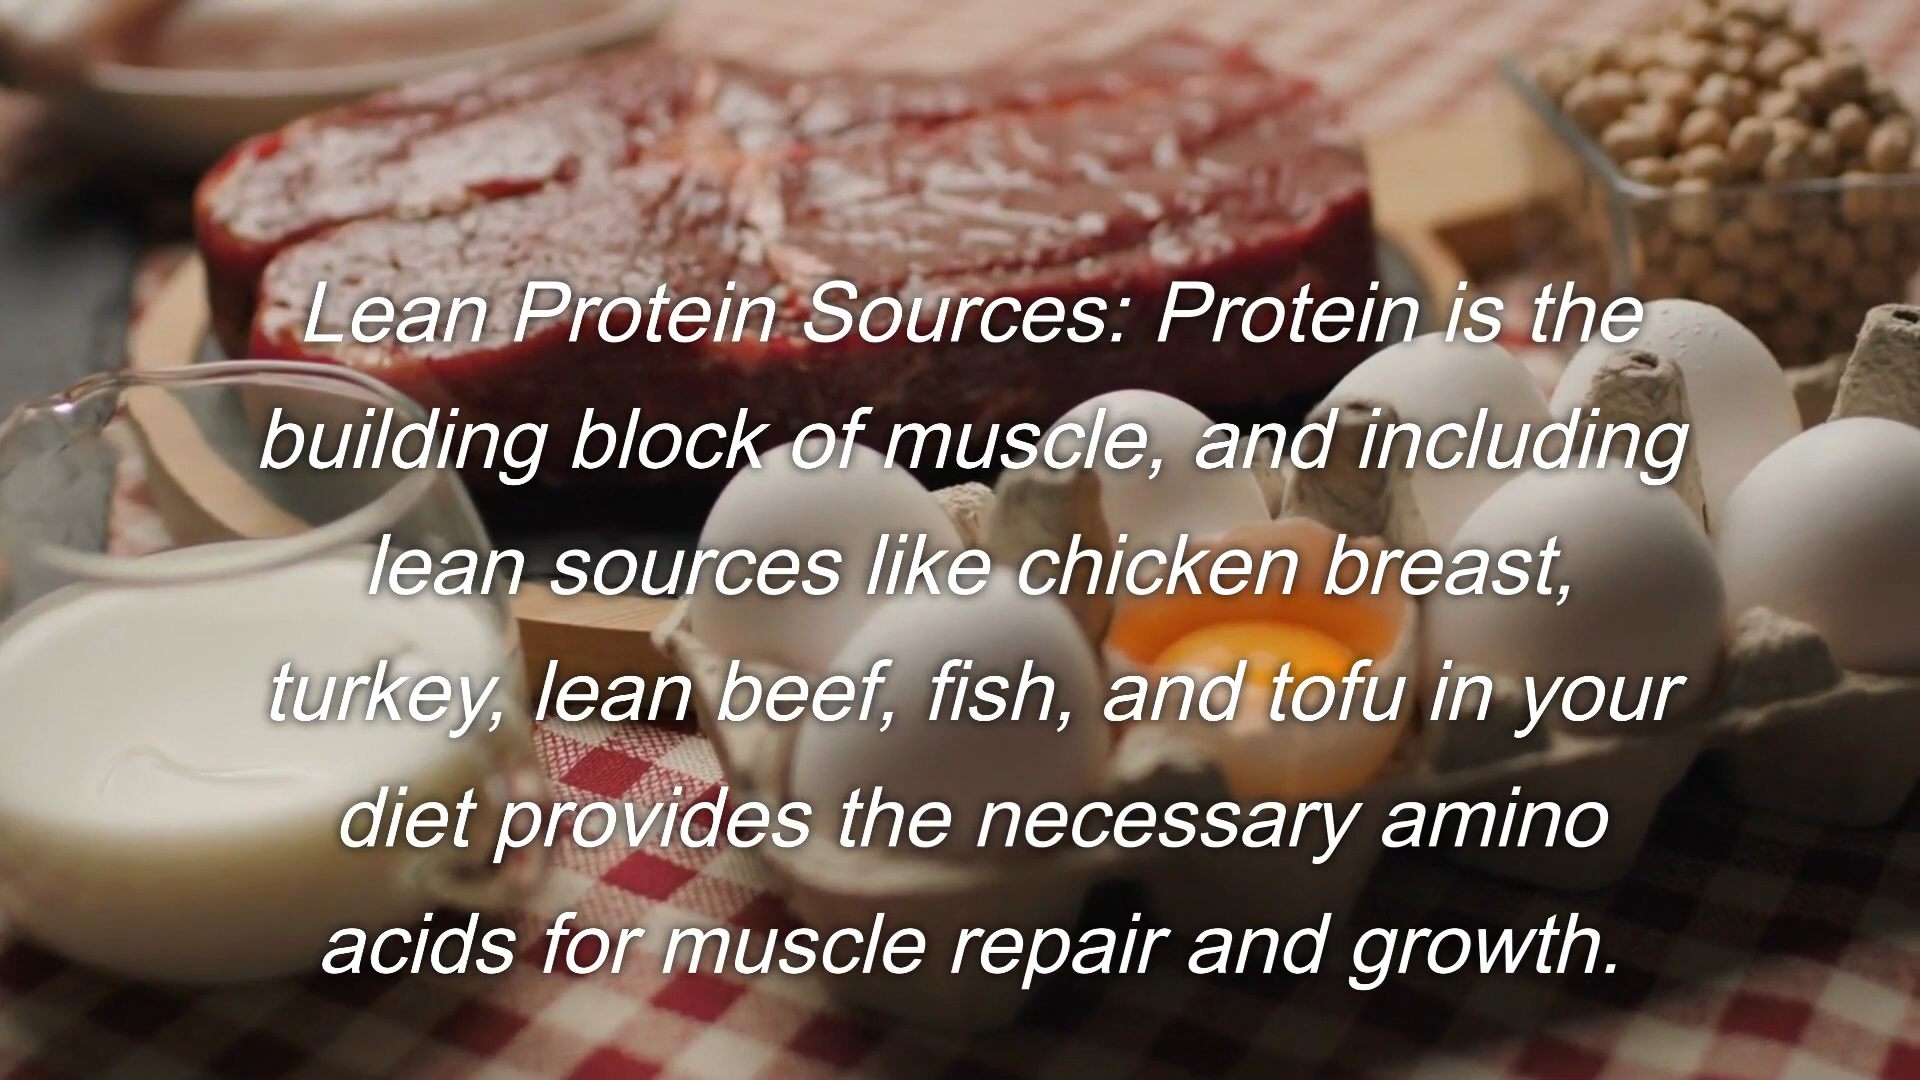 Lean Protein Sources: Protein is the
building block of muscle, and including
lean sources like chicken breast,
turkey, lean beef, fish, and tofu in your
diet provides the necessary amino
acids for muscle repair and growth.